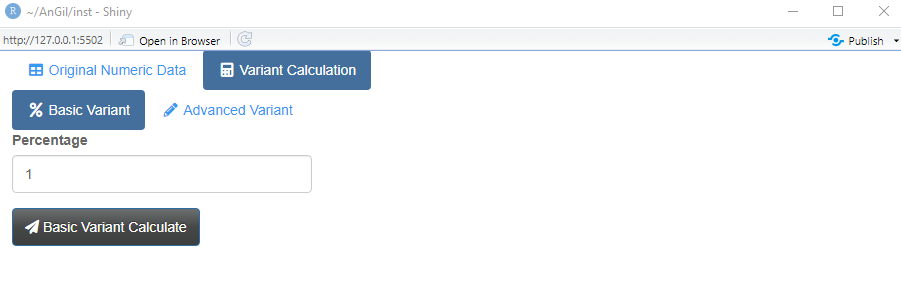 R ~/AnGil/inst - Shiny
http://127.0.0.1:5502 Open in Browser Publish
Original Numeric Data Variant Calculation
Basic Variant Advanced Variant
Percentage
1
Basic Variant Calculate